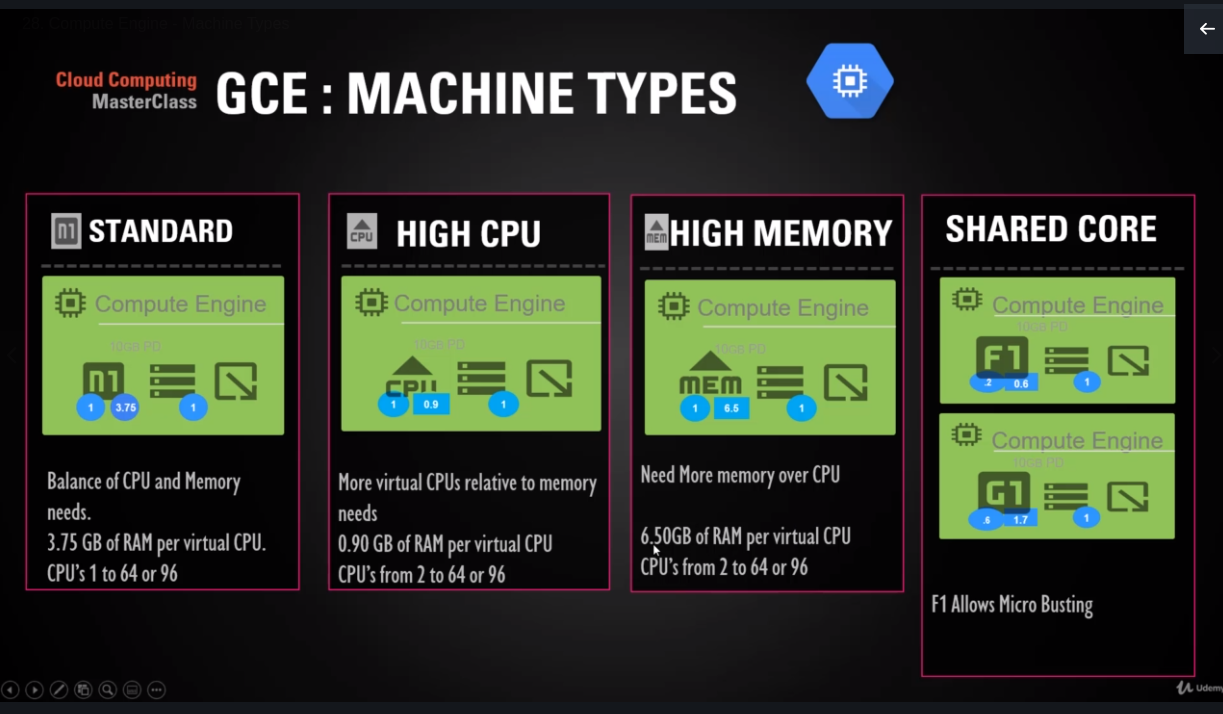 38. Compute Engine - Machine Types
Cloud Computing
MasterClass
GCE : MACHINE TYPES
n1 STANDARD
Compute Engine
10GB PD
n1
1 3.75 1
Balance of CPU and Memory
needs.
3.75 GB of RAM per virtual CPU.
CPU's 1 to 64 or 96
CPU HIGH CPU
Compute Engine
10GB PD
CPU
1 0.9 1
More virtual CPUs relative to memory
needs
0.90 GB of RAM per virtual CPU
CPU's from 2 to 64 or 96
MEM HIGH MEMORY
Compute Engine
10GB PD
MEM
1 6.5 1
Need More memory over CPU
6.50GB of RAM per virtual CPU
CPU's from 2 to 64 or 96
SHARED CORE
Compute Engine
10GB PD
F1
.2 0.6 1
Compute Engine
10GB PD
G1
.6 1.7 1
F1 Allows Micro Busting
Udemy